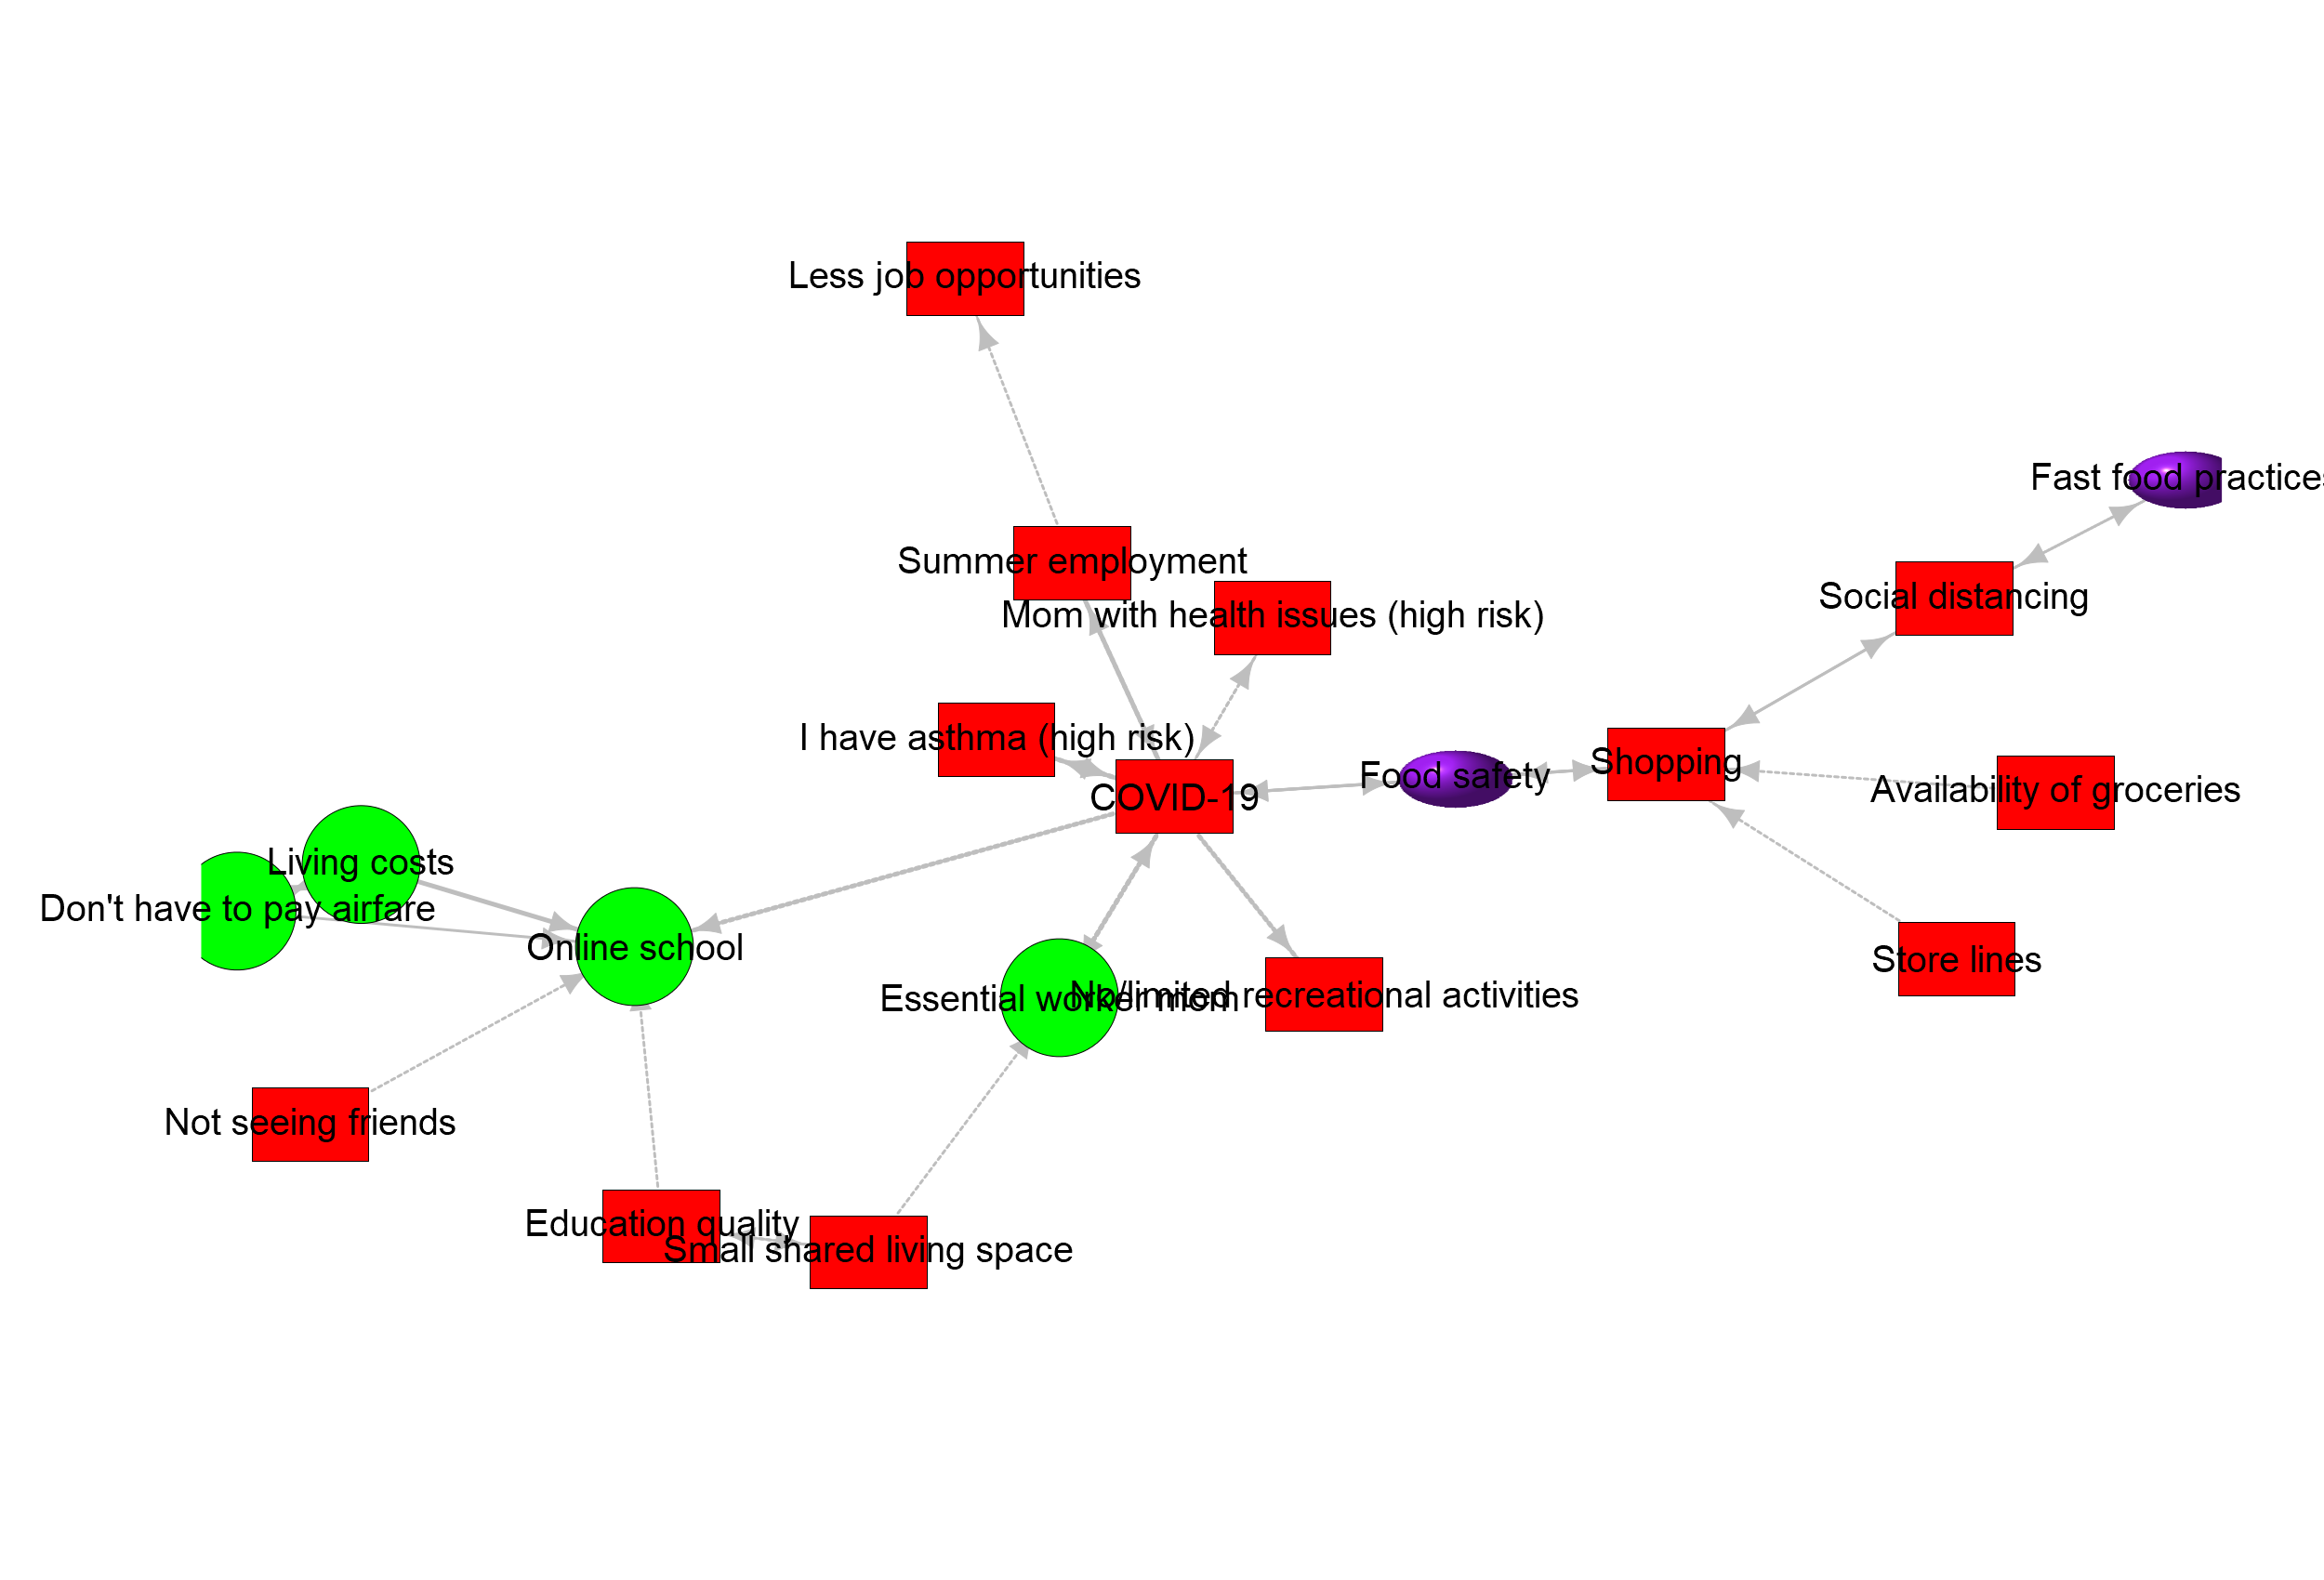 Less job opportunities
Fast food practices
Summer employment
Social distancing
Mom with health issues (high risk)
I have asthma (high risk)
Shopping
Food safety
Availability of groceries
COVID-19
Living costs
Don't have to pay airfare
Online school
Store lines
No/limited recreational activities
Essential worker mom
Not seeing friends
Education quality
Small shared living space